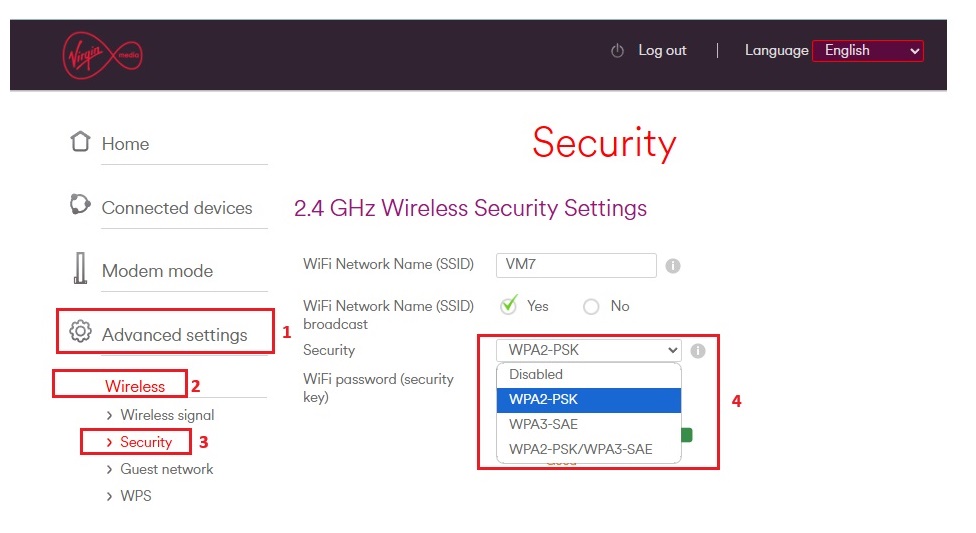 Virgin media
Log out | Language English
Security
Home
Connected devices
Modem mode
Advanced settings 1
Wireless 2
Wireless signal
Security 3
Guest network
WPS
2.4 GHz Wireless Security Settings
WiFi Network Name (SSID) VM7
WiFi Network Name (SSID)
broadcast
Yes No
Security WPA2-PSK
WiFi password (security
key)
Disabled
WPA2-PSK
WPA3-SAE
WPA2-PSK/WPA3-SAE
4